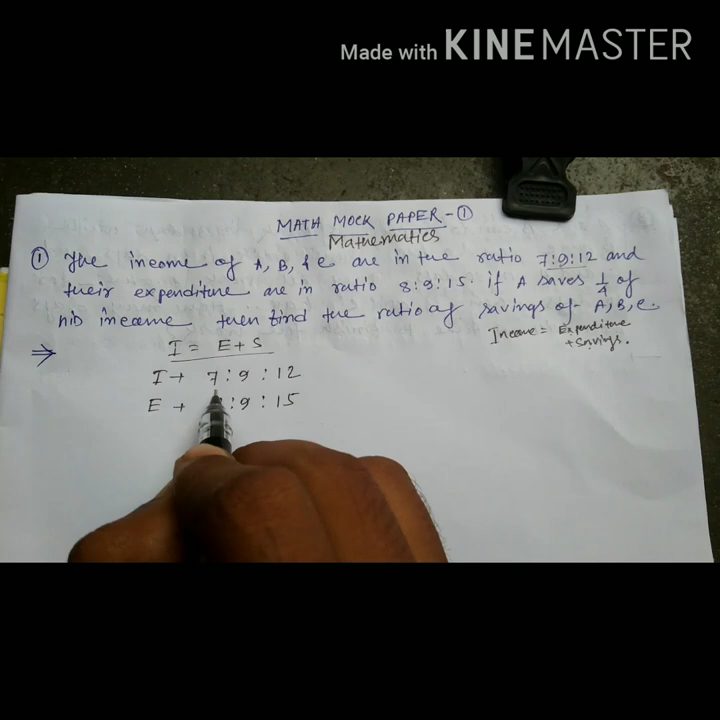 Made with KINEMASTER
MATH MOCK PAPER - ①
Mathematics
① The income of A, B, & C are in the ratio 7:9:12 and
their expenditure are in ratio 8:9:15. if A saves 1/4 of
his income then find the ratio of savings of A, B, C.
Income = Expenditure
+ Savings.
⇒ I = E + S
I → 7 : 9 : 12
E → : 9 : 15